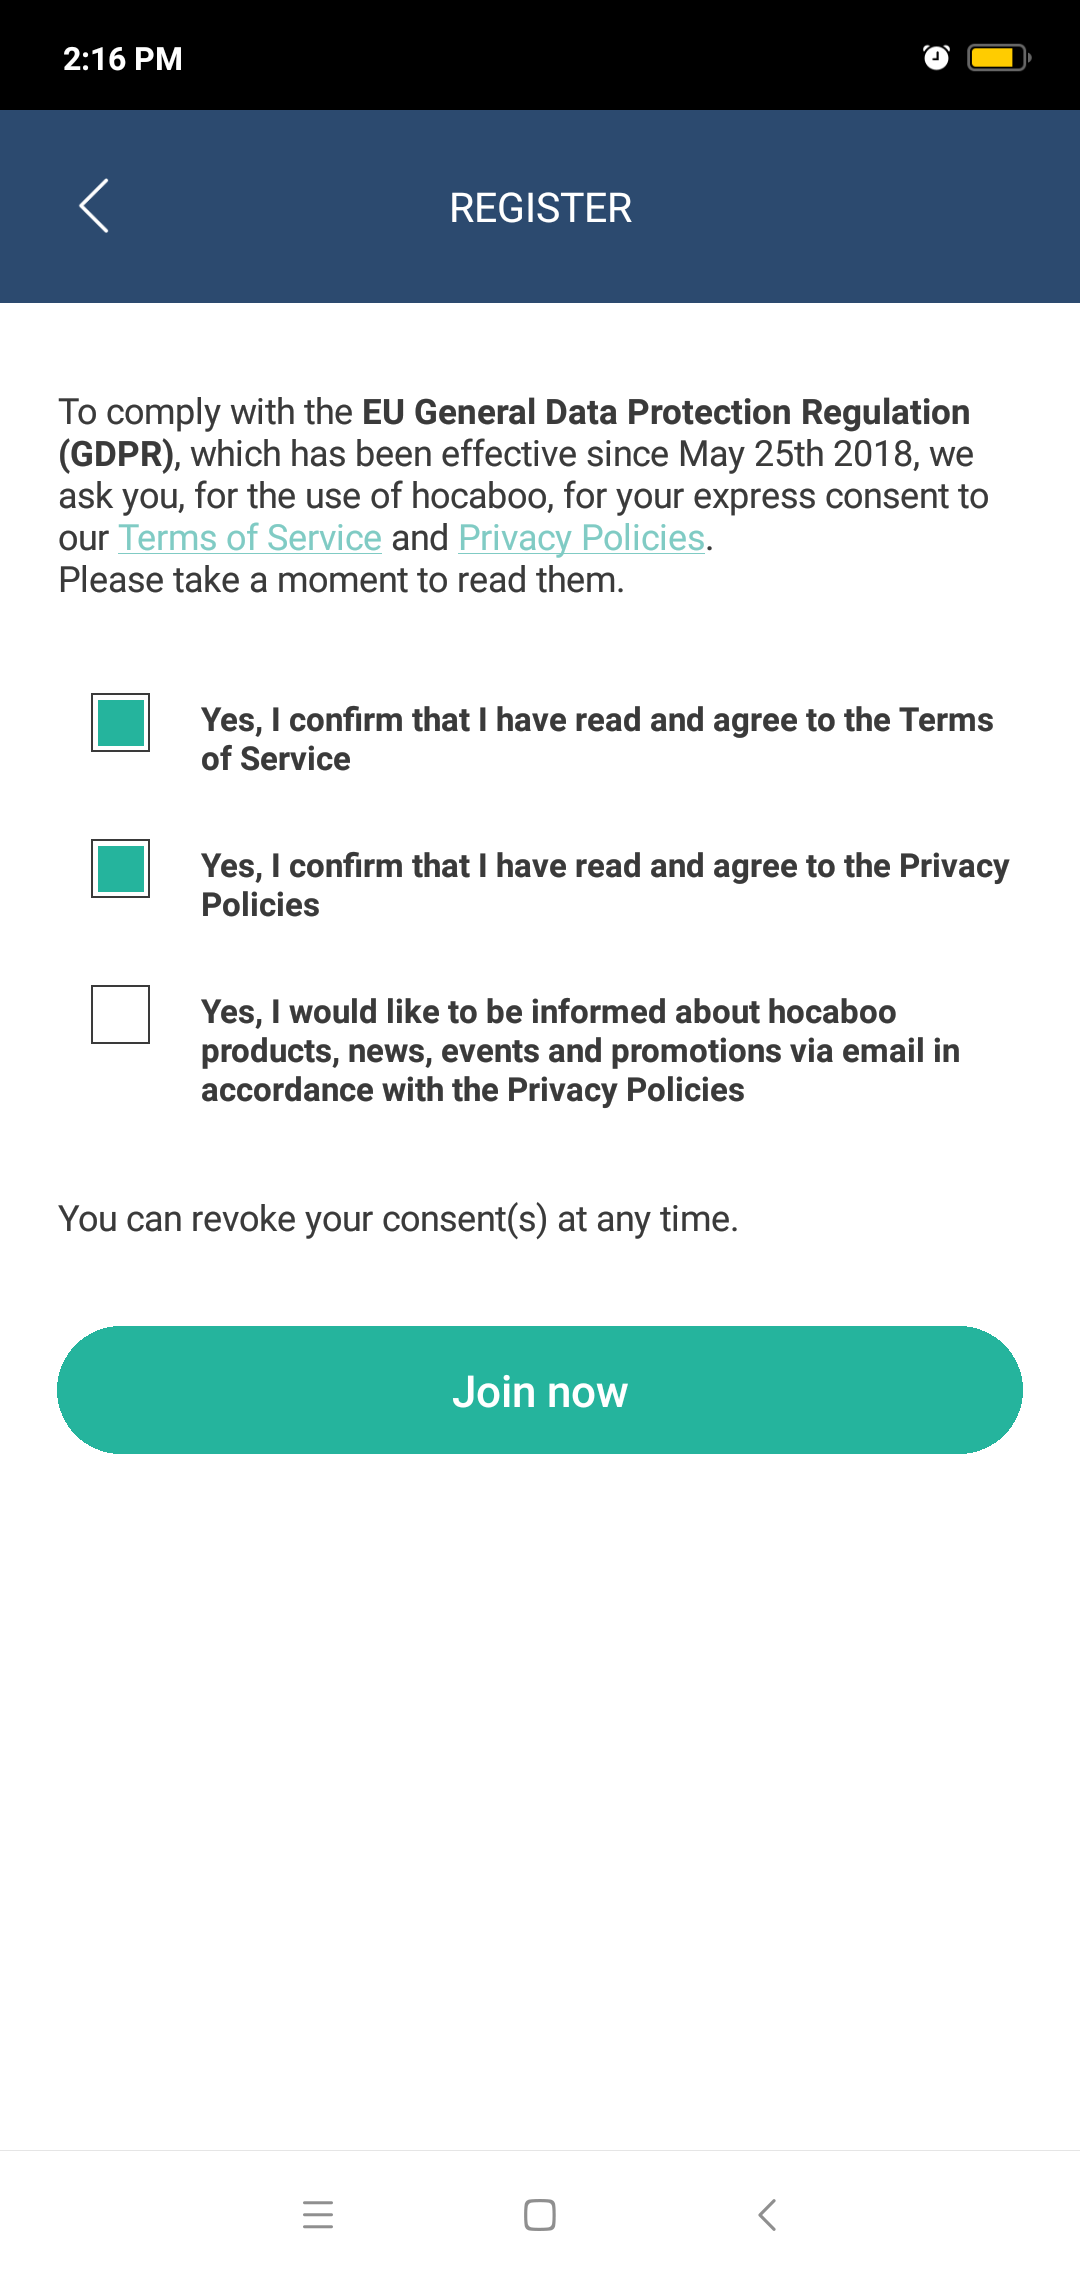 2:16 PM
REGISTER
To comply with the EU General Data Protection Regulation
(GDPR), which has been effective since May 25th 2018, we
ask you, for the use of hocaboo, for your express consent to
our Terms of Service and Privacy Policies.
Please take a moment to read them.
Yes, I confirm that I have read and agree to the Terms
of Service
Yes, I confirm that I have read and agree to the Privacy
Policies
Yes, I would like to be informed about hocaboo
products, news, events and promotions via email in
accordance with the Privacy Policies
You can revoke your consent(s) at any time.
Join now